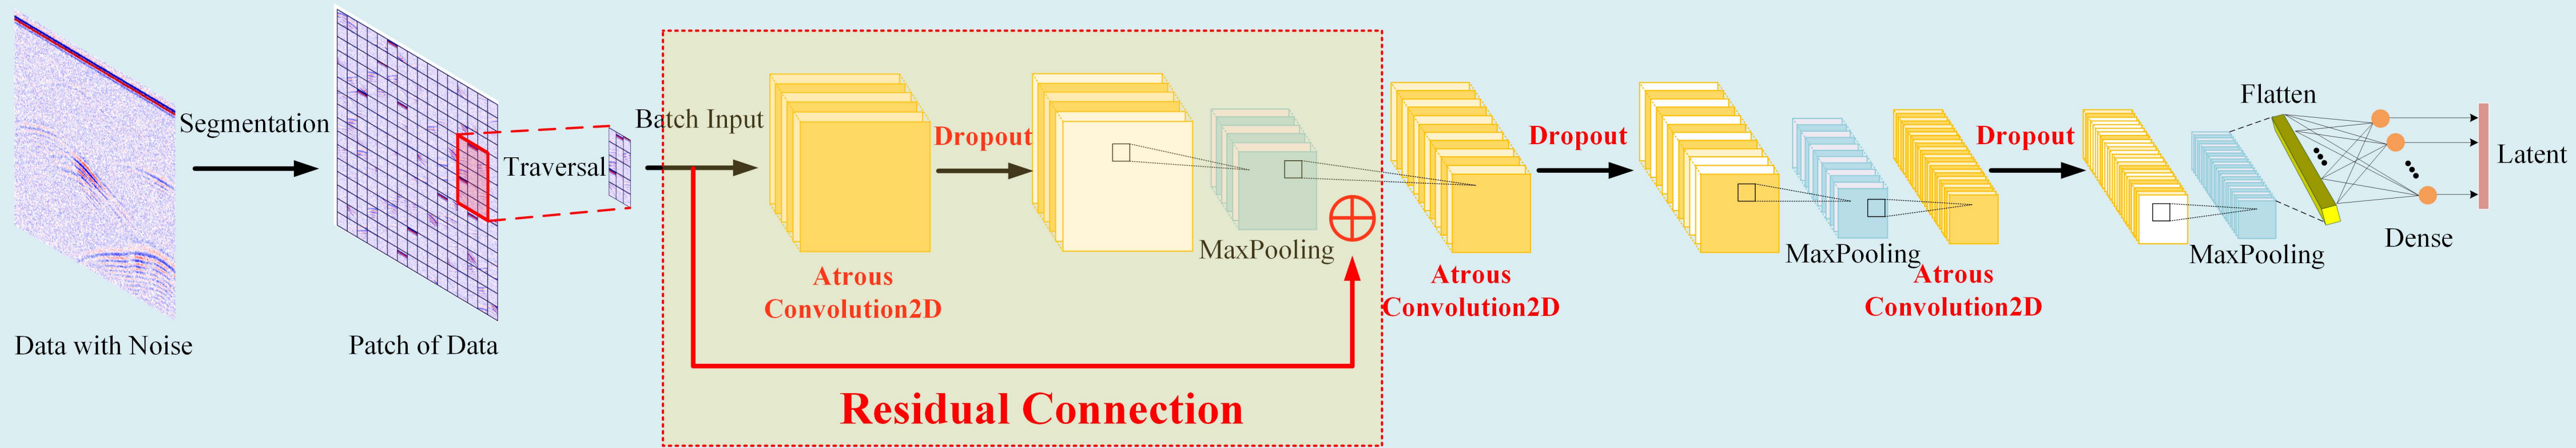 Data with Noise
Segmentation
Patch of Data
Traversal
Batch Input
Atrous
Convolution2D
Dropout
MaxPooling
Residual Connection
Atrous
Convolution2D
Dropout
MaxPooling
Atrous
Convolution2D
Dropout
MaxPooling
Flatten
Dense
Latent